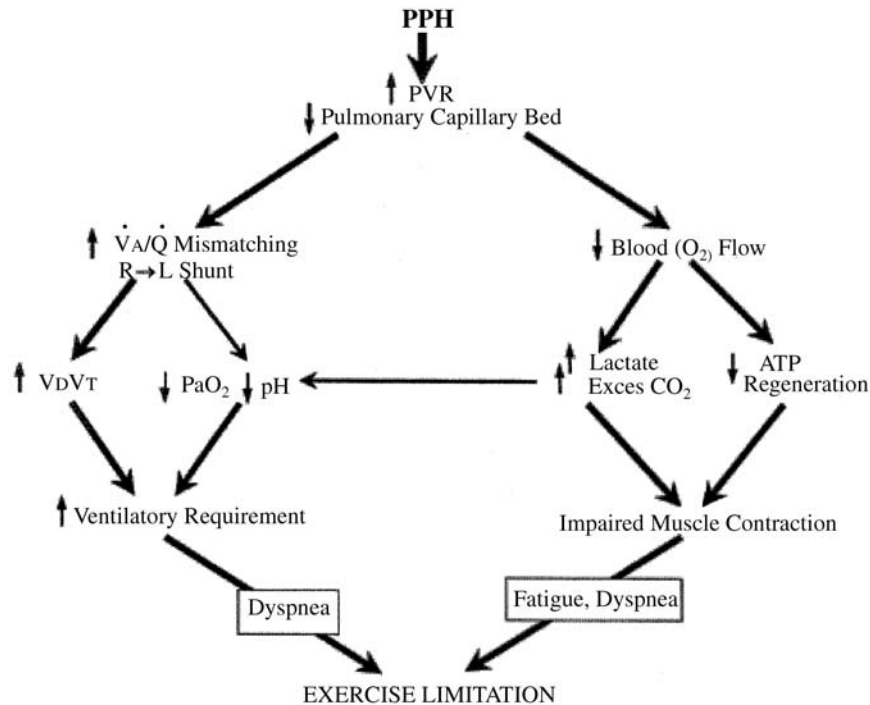 PPH
↑ PVR
↓ Pulmonary Capillary Bed
↑ V̇A/Q̇ Mismatching
R→L Shunt
↓ Blood (O₂) Flow
↑ VDVT
↓ PaO₂ ↓ pH
↑ Lactate
↑ Exces CO₂
↓ ATP
Regeneration
↑ Ventilatory Requirement
Impaired Muscle Contraction
Dyspnea
Fatigue, Dyspnea
EXERCISE LIMITATION